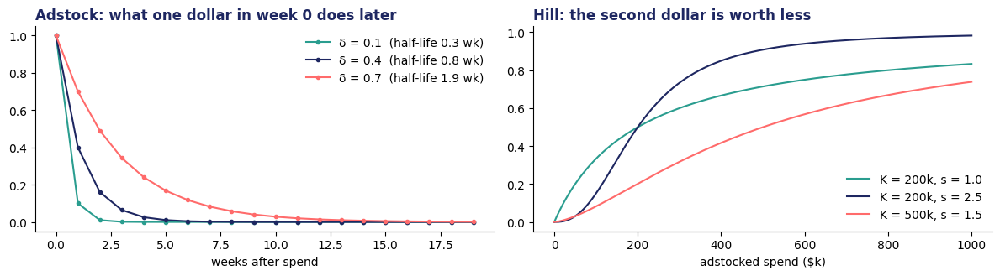 Adstock: what one dollar in week 0 does later
1.0
0.8
0.6
0.4
0.2
0.0
δ = 0.1  (half-life 0.3 wk)
δ = 0.4  (half-life 0.8 wk)
δ = 0.7  (half-life 1.9 wk)
0.0 2.5 5.0 7.5 10.0 12.5 15.0 17.5
weeks after spend
Hill: the second dollar is worth less
1.0
0.8
0.6
0.4
0.2
0.0
K = 200k, s = 1.0
K = 200k, s = 2.5
K = 500k, s = 1.5
0 200 400 600 800 1000
adstocked spend ($k)